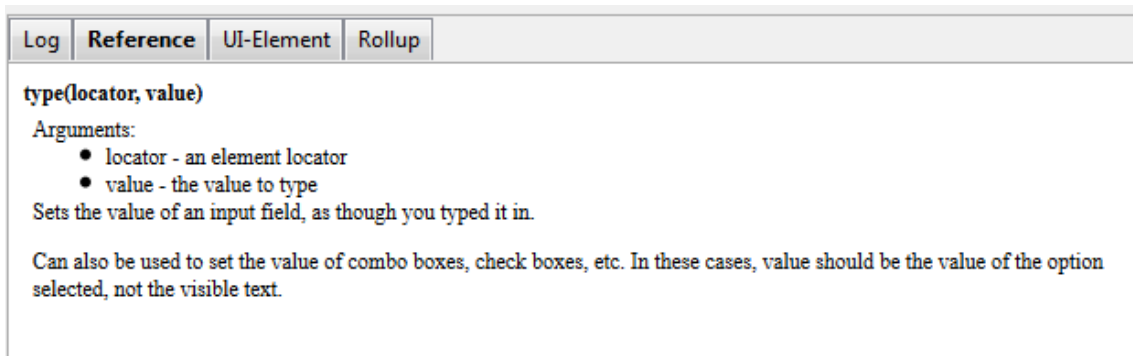 Log Reference UI-Element Rollup
type(locator, value)
Arguments:
● locator - an element locator
● value - the value to type
Sets the value of an input field, as though you typed it in.
Can also be used to set the value of combo boxes, check boxes, etc. In these cases, value should be the value of the option
selected, not the visible text.